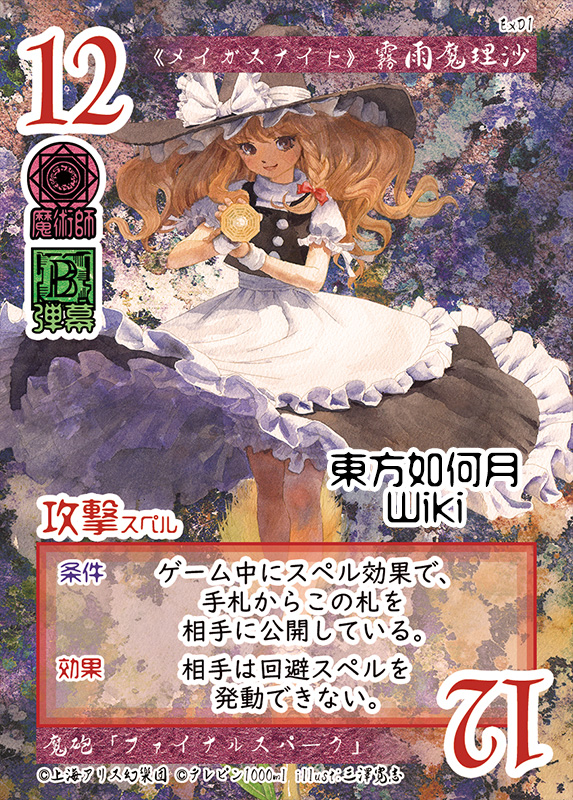 Ex01
12
《メイガスナイト》 霧雨魔理沙
魔術師
B
弾幕
東方如何月
Wiki
攻撃スペル
条件
ゲーム中にスペル効果で、
手札からこの札を
相手に公開している。
効果
相手は回避スペルを
発動できない。
12
魔砲「ファイナルスパーク」
©上海アリス幻樂団 ©テレピン1000ml illust:三澤寛志